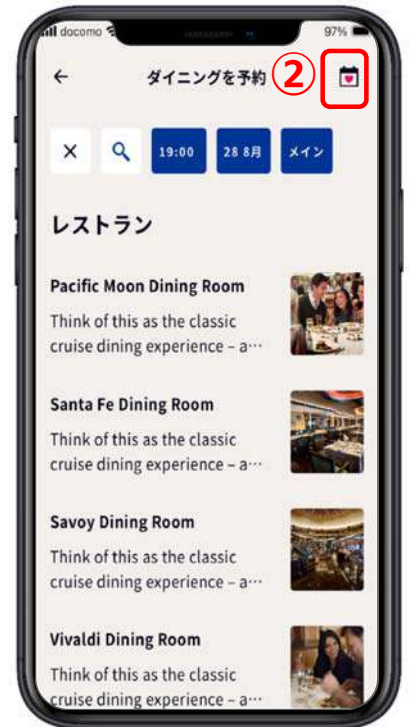 docomo
97%
ダイニングを予約
②
19:00
28 8月
メイン
レストラン
Pacific Moon Dining Room
Think of this as the classic
cruise dining experience – a…
Santa Fe Dining Room
Think of this as the classic
cruise dining experience – a…
Savoy Dining Room
Think of this as the classic
cruise dining experience – a…
Vivaldi Dining Room
Think of this as the classic
cruise dining experience – a…